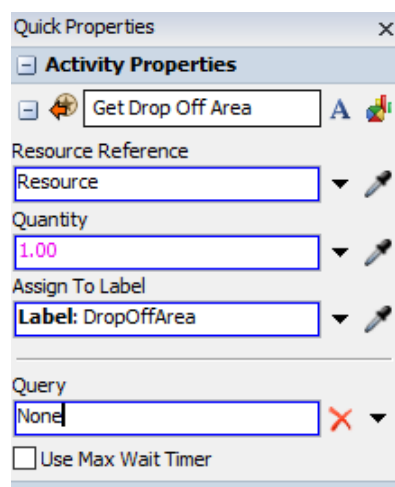 Quick Properties
Activity Properties
Get Drop Off Area
Resource Reference
Resource
Quantity
1.00
Assign To Label
Label: DropOffArea
Query
None
Use Max Wait Timer